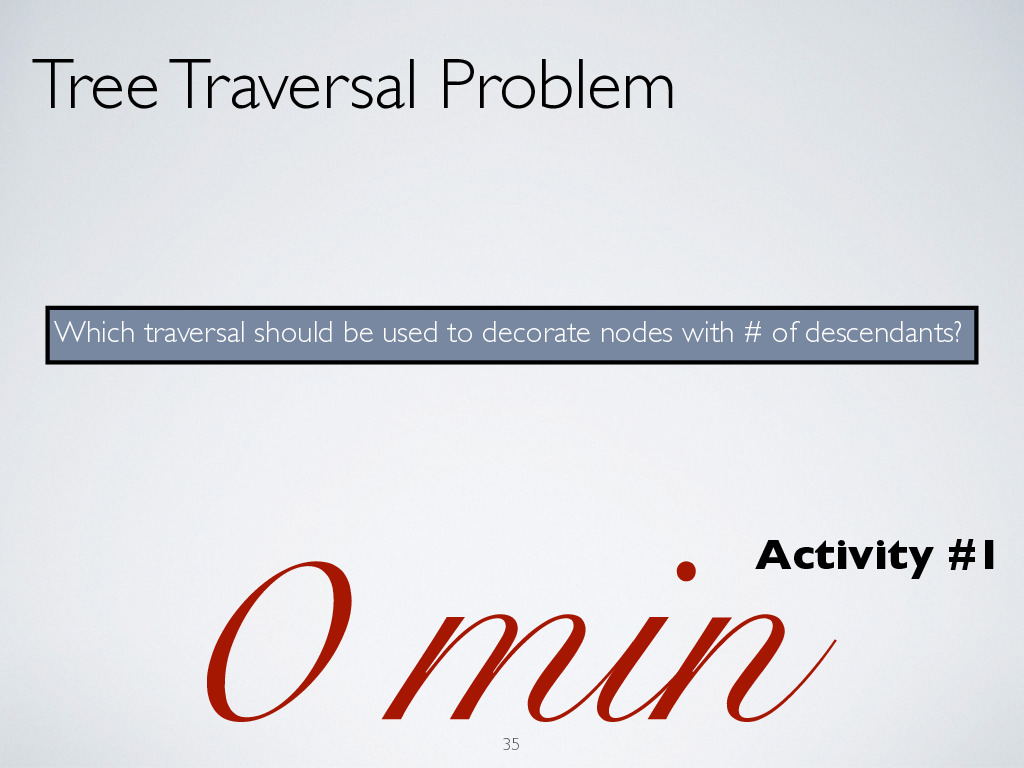 Tree Traversal Problem
Which traversal should be used to decorate nodes with # of descendants?
Activity #1
0 min
35